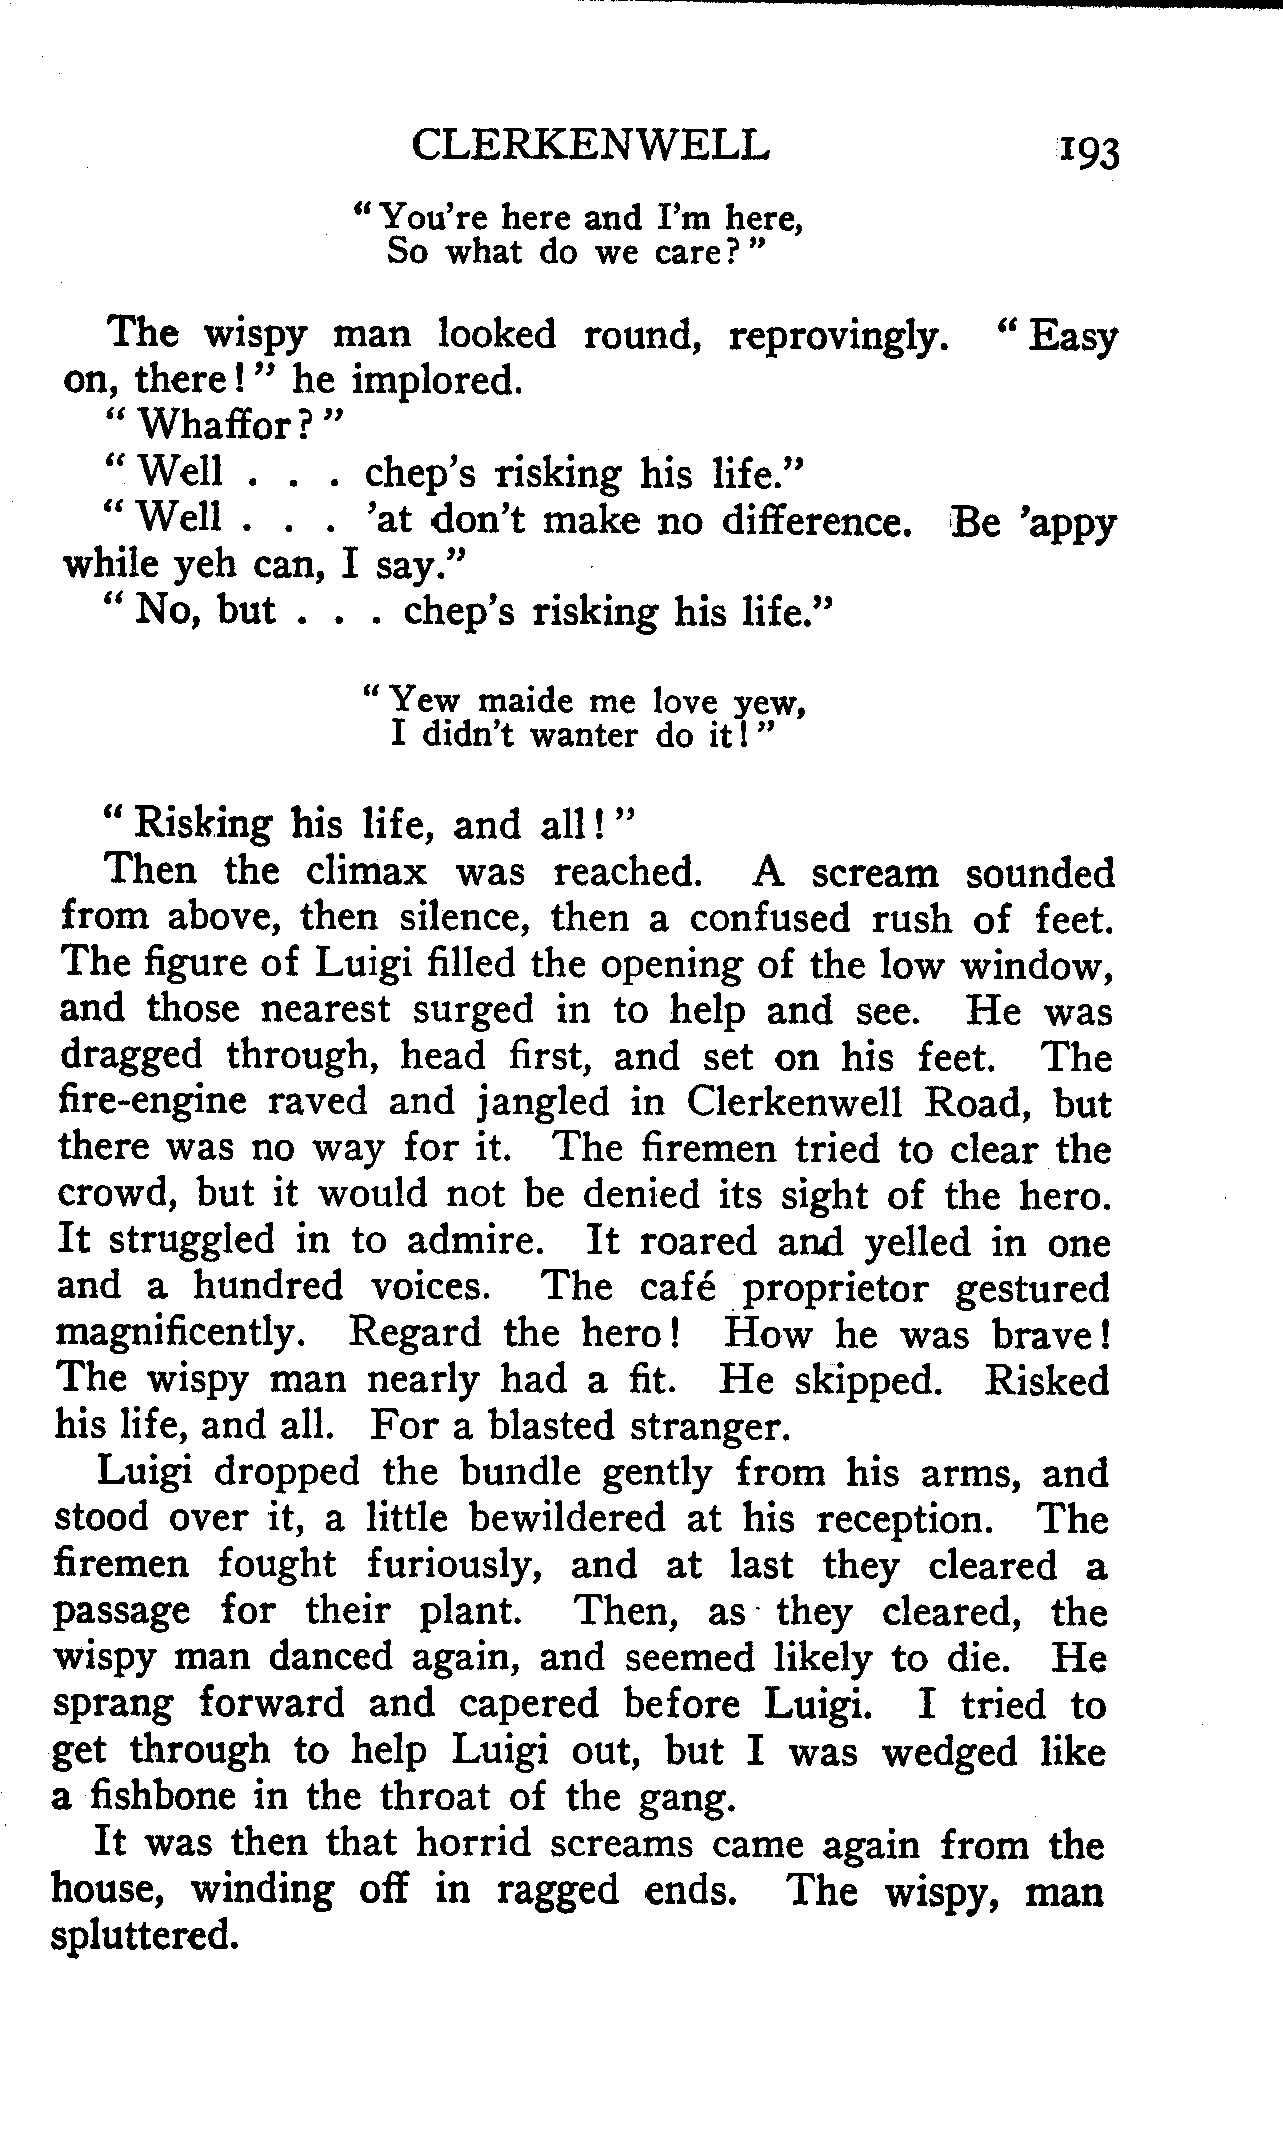 CLERKENWELL 193
“ You're here and I'm here,
So what do we care? ”
The wispy man looked round, reprovingly. “ Easy
on, there! ” he implored.
“ Whaffor? ”
“ Well . . . chep's risking his life.”
“ Well . . . 'at don't make no difference. Be 'appy
while yeh can, I say.”
“ No, but . . . chep's risking his life.”
“ Yew maide me love yew,
I didn't wanter do it! ”
“ Risking his life, and all! ”
Then the climax was reached. A scream sounded
from above, then silence, then a confused rush of feet.
The figure of Luigi filled the opening of the low window,
and those nearest surged in to help and see. He was
dragged through, head first, and set on his feet. The
fire-engine raved and jangled in Clerkenwell Road, but
there was no way for it. The firemen tried to clear the
crowd, but it would not be denied its sight of the hero.
It struggled in to admire. It roared and yelled in one
and a hundred voices. The café proprietor gestured
magnificently. Regard the hero! How he was brave!
The wispy man nearly had a fit. He skipped. Risked
his life, and all. For a blasted stranger.
Luigi dropped the bundle gently from his arms, and
stood over it, a little bewildered at his reception. The
firemen fought furiously, and at last they cleared a
passage for their plant. Then, as they cleared, the
wispy man danced again, and seemed likely to die. He
sprang forward and capered before Luigi. I tried to
get through to help Luigi out, but I was wedged like
a fishbone in the throat of the gang.
It was then that horrid screams came again from the
house, winding off in ragged ends. The wispy, man
spluttered.